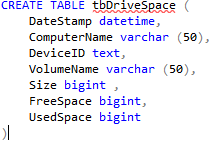 CREATE TABLE tbDriveSpace (
DateStamp datetime,
ComputerName varchar (50),
DeviceID text,
VolumeName varchar (50),
Size bigint ,
FreeSpace bigint,
UsedSpace bigint
)